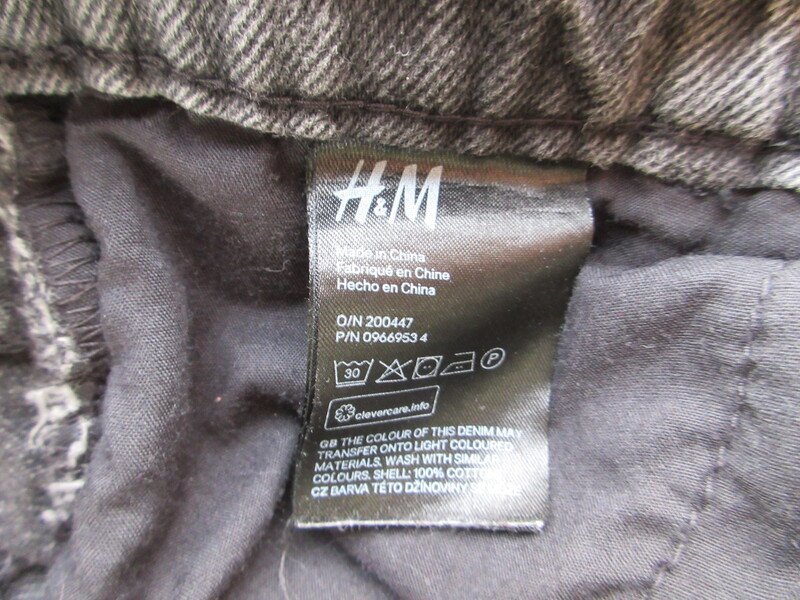 H&M
Made in China
Fabriqué en Chine
Hecho en China
O/N 200447
P/N 0966953 4
30
P
clevercare.info
GB THE COLOUR OF THIS DENIM MAY
TRANSFER ONTO LIGHT COLOURED
MATERIALS. WASH WITH SIMILAR
COLOURS. SHELL: 100% COTTON
CZ BARVA TÉTO DŽÍNOVINY SE